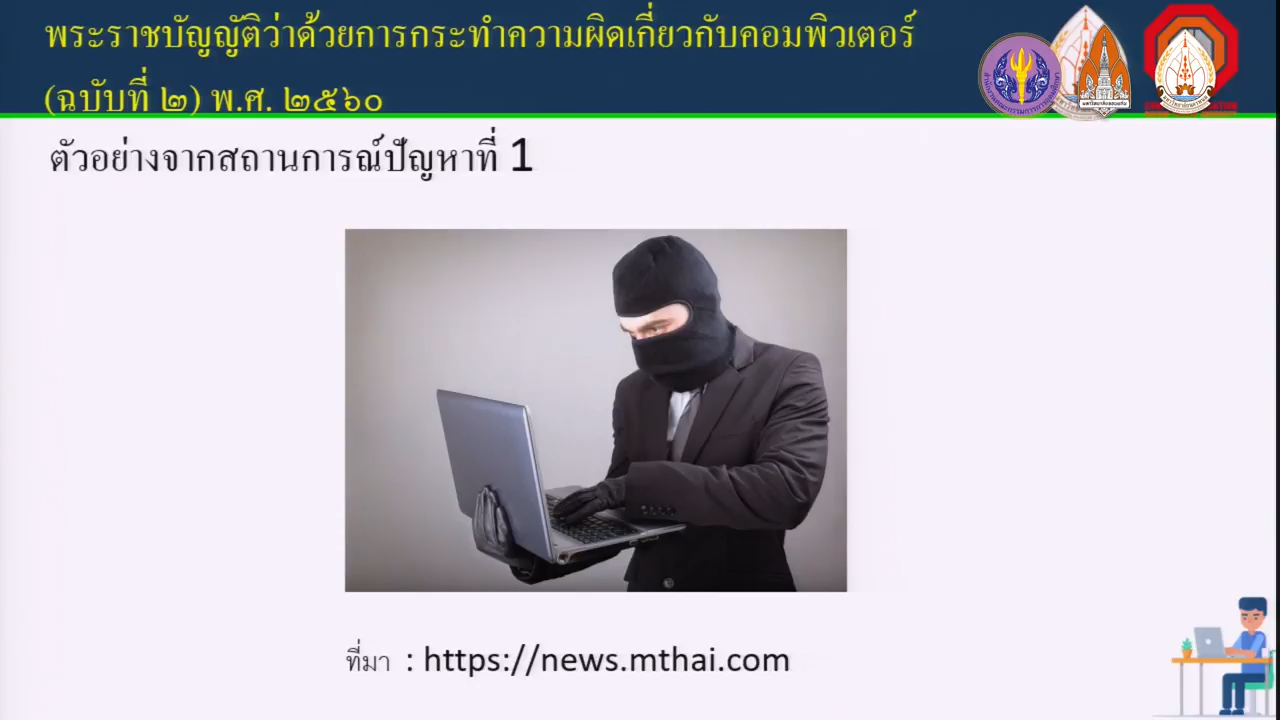 พระราชบัญญัติว่าด้วยการกระทำความผิดเกี่ยวกับคอมพิวเตอร์
(ฉบับที่ ๒) พ.ศ. ๒๕๖๐
ตัวอย่างจากสถานการณ์ปัญหาที่ 1
ที่มา : https://news.mthai.com